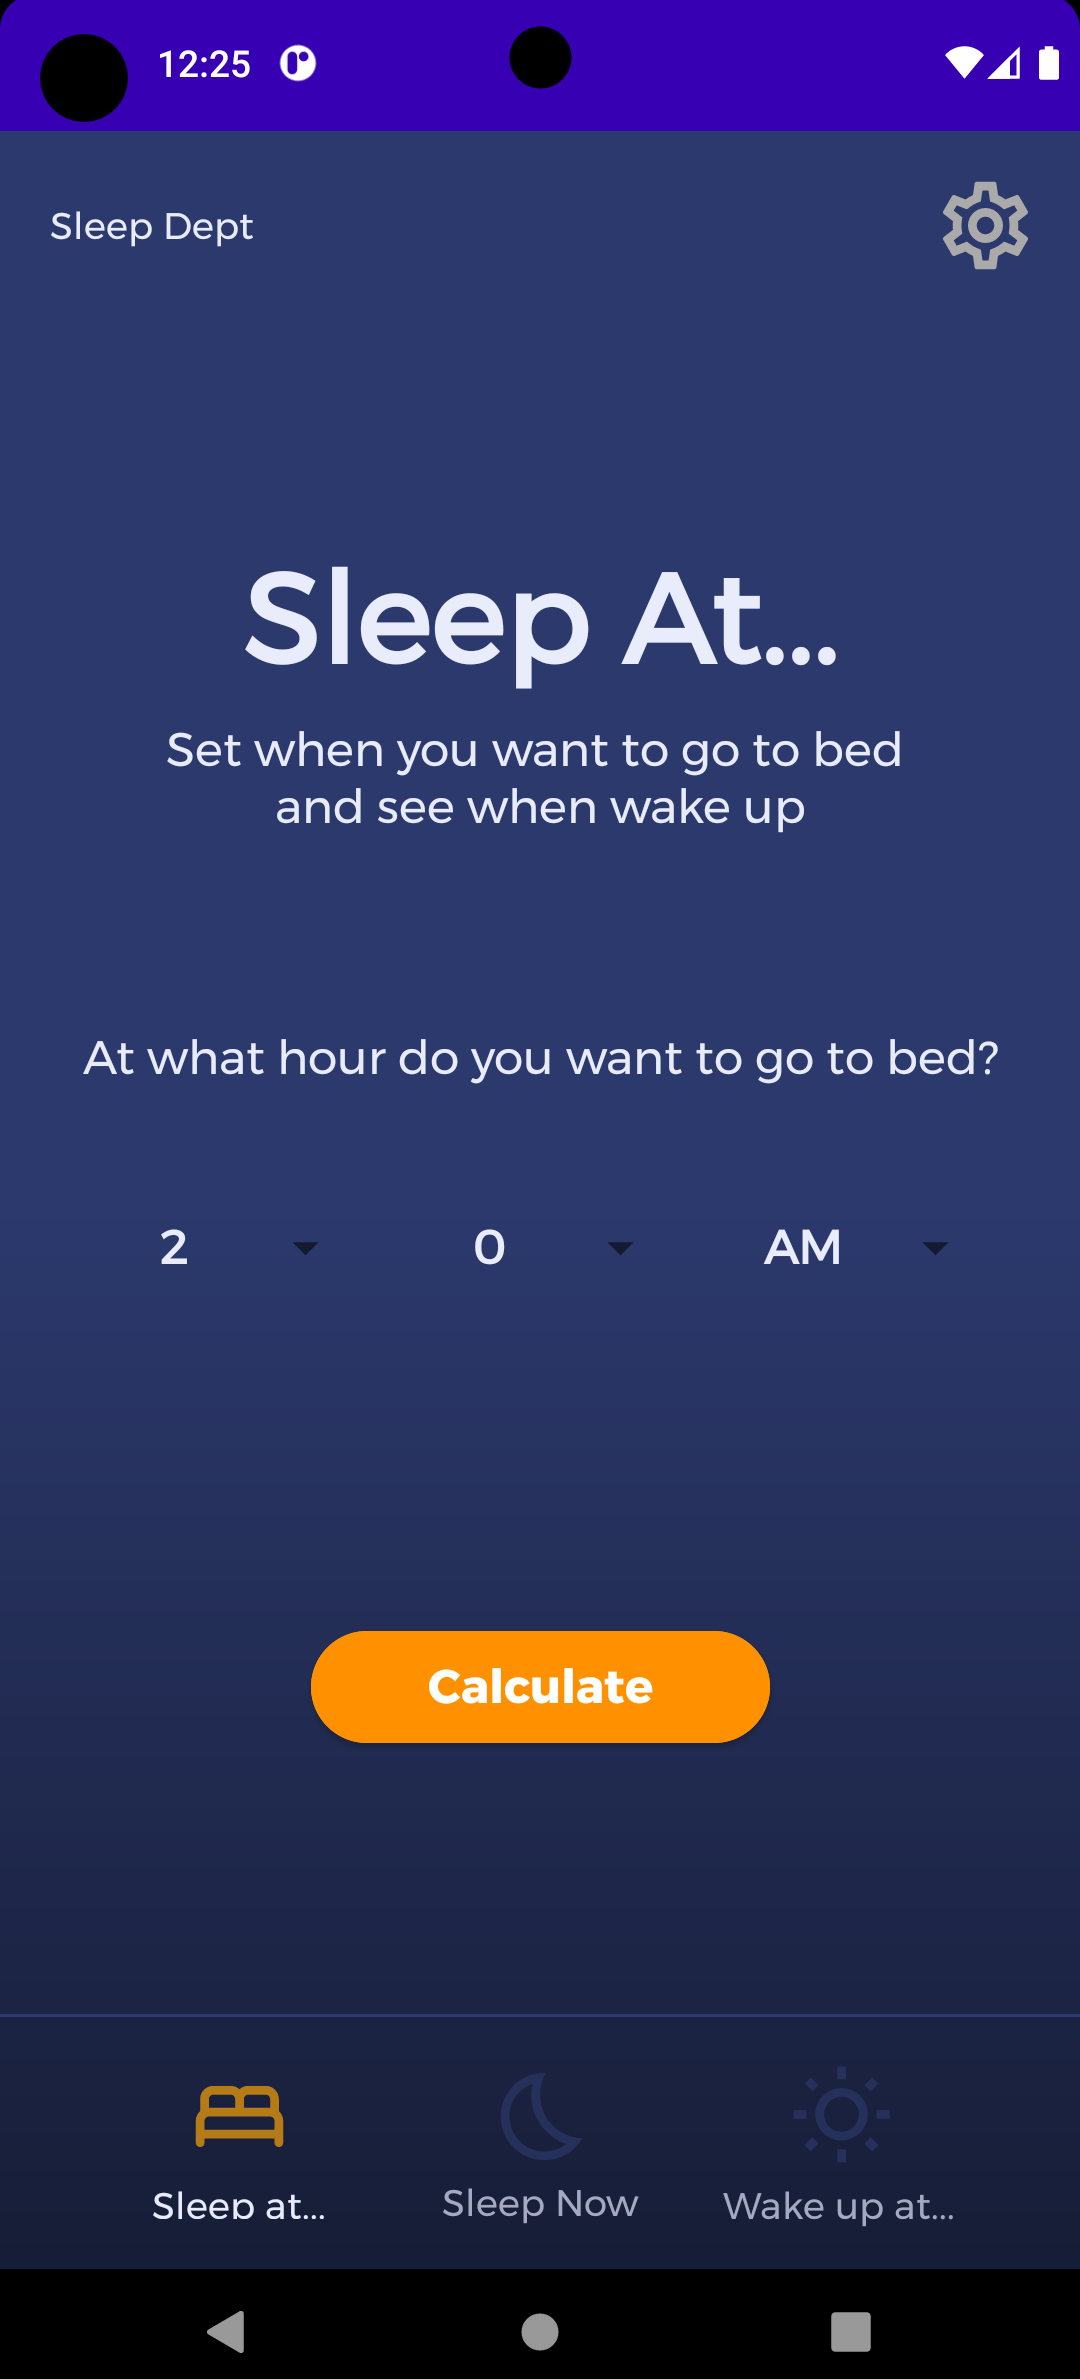 12:25
Sleep Dept
Sleep At...
Set when you want to go to bed
and see when wake up
At what hour do you want to go to bed?
2 0 AM
Calculate
Sleep at... Sleep Now Wake up at...